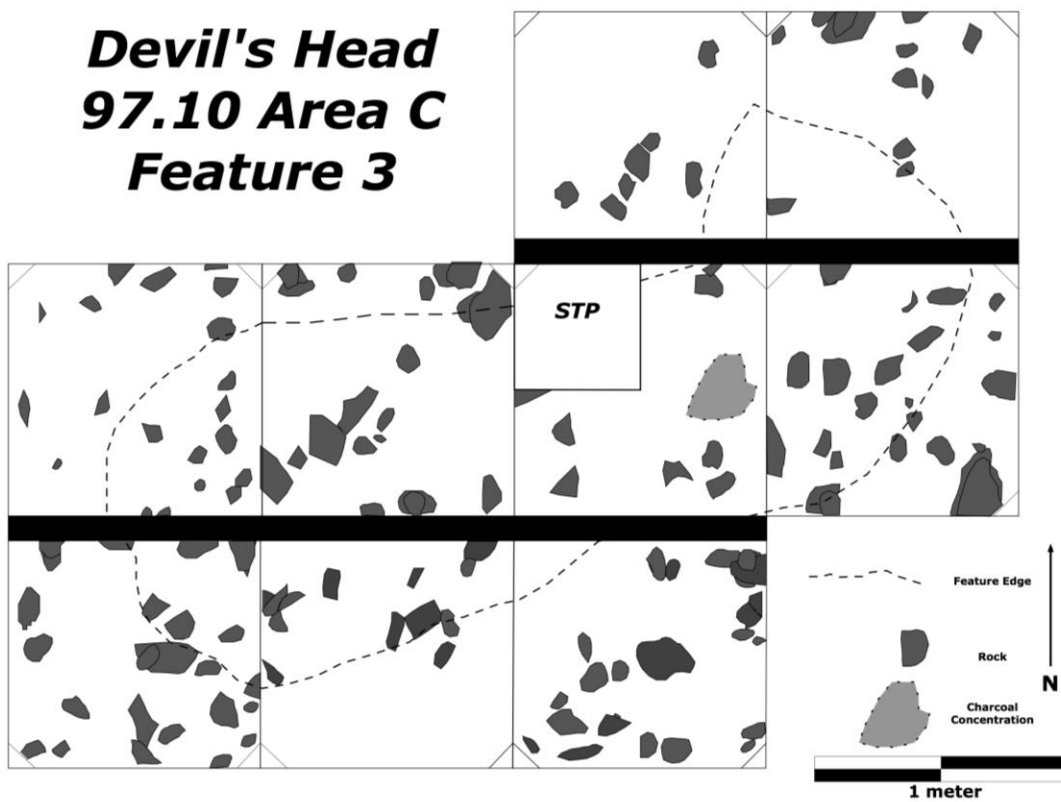 Devil's Head
97.10 Area C
Feature 3
STP
Feature Edge
Rock
N
Charcoal
Concentration
1 meter